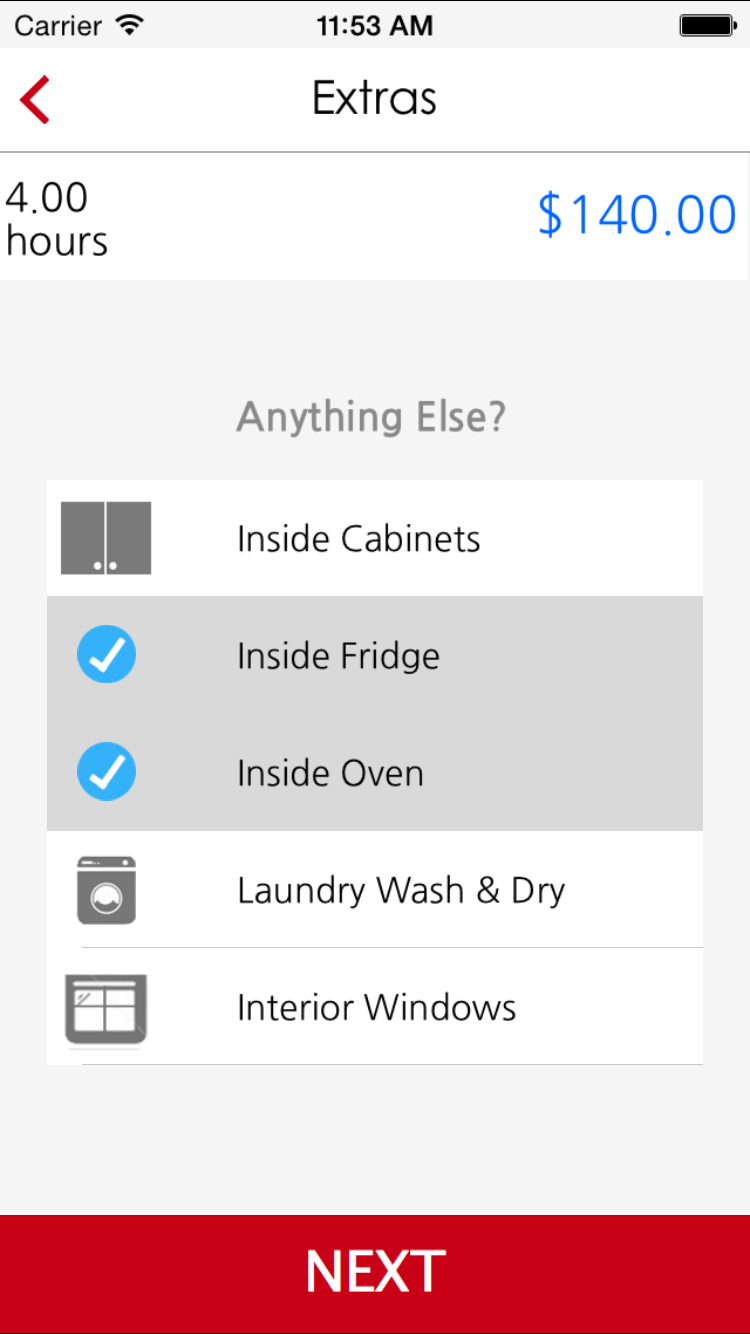 Carrier 11:53 AM
Extras
4.00
hours
$140.00
Anything Else?
Inside Cabinets
Inside Fridge
Inside Oven
Laundry Wash & Dry
Interior Windows
NEXT